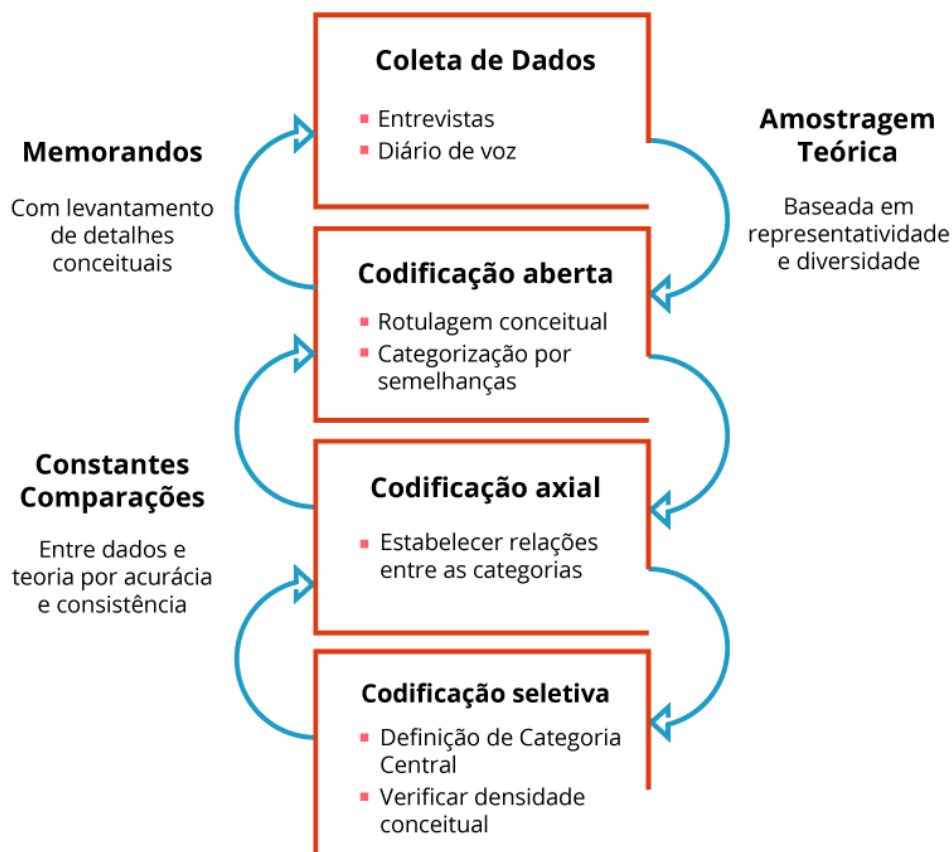 Coleta de Dados
Entrevistas
Diário de voz
Memorandos
Com levantamento
de detalhes
conceituais
Amostragem
Teórica
Baseada em
representatividade
e diversidade
Codificação aberta
Rotulagem conceitual
Categorização por
semelhanças
Constantes
Comparações
Entre dados e
teoria por acurácia
e consistência
Codificação axial
Estabelecer relações
entre as categorias
Codificação seletiva
Definição de Categoria
Central
Verificar densidade
conceitual